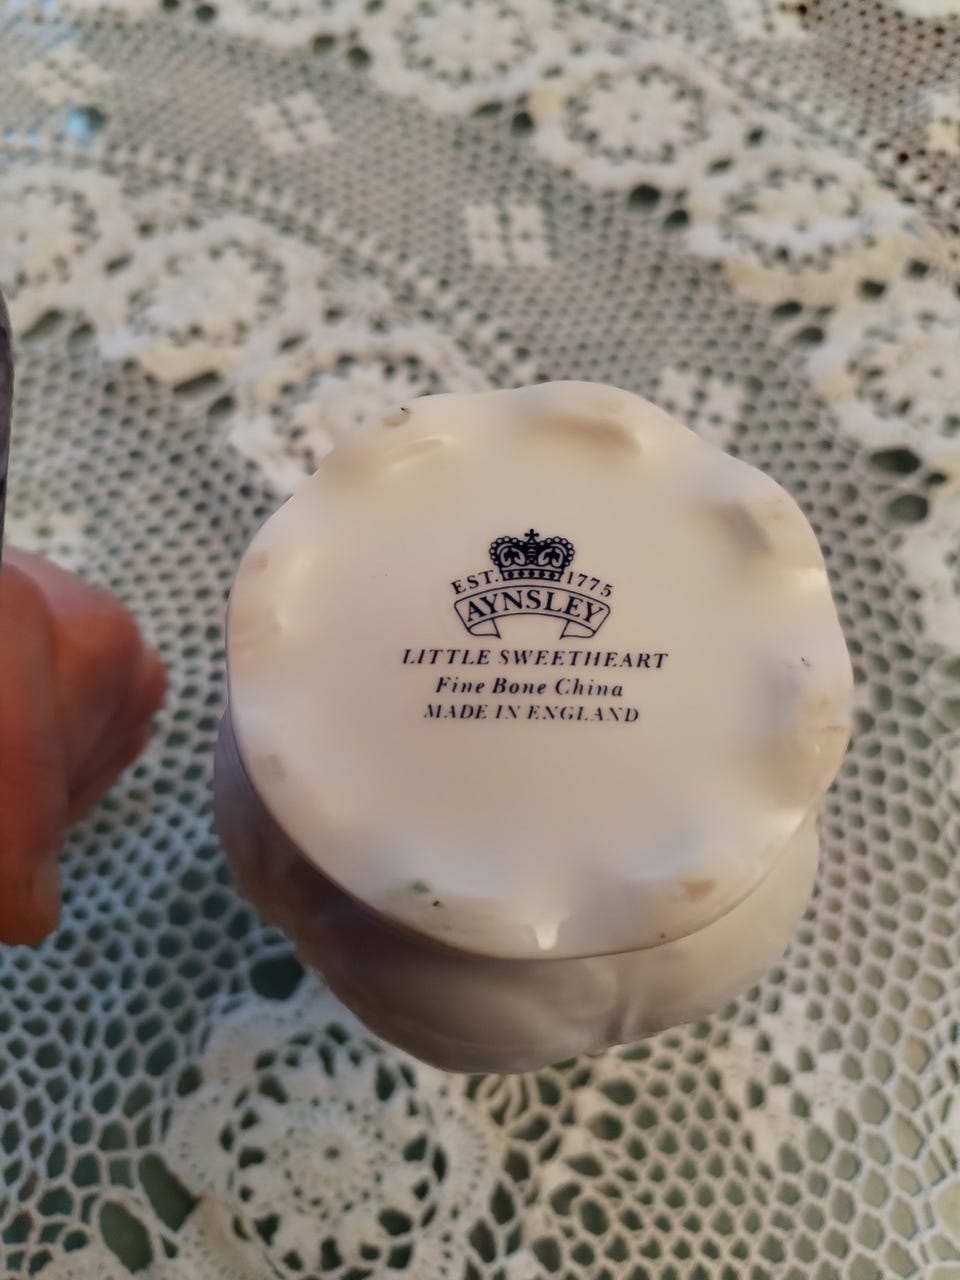 EST. 1775
AYNSLEY
LITTLE SWEETHEART
Fine Bone China
MADE IN ENGLAND